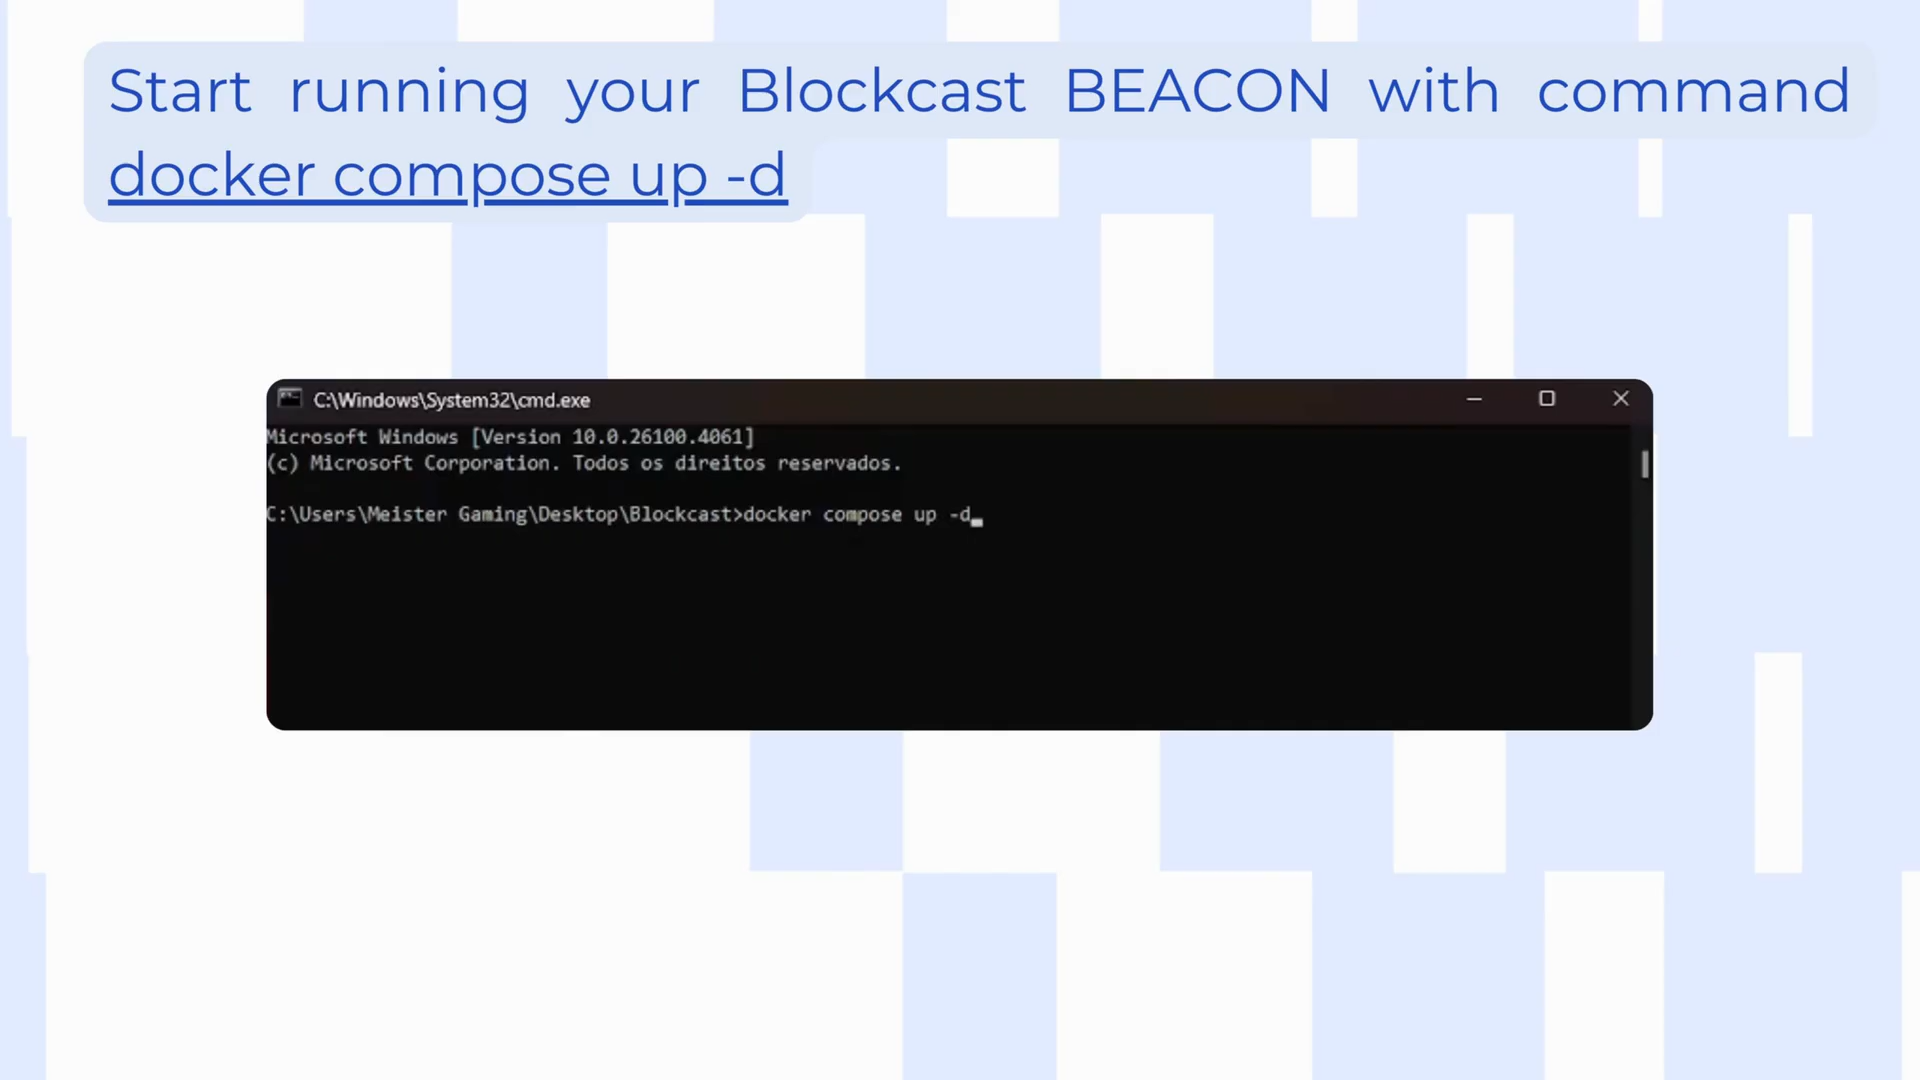 Start running your Blockcast BEACON with command
docker compose up -d
C:\Windows\System32\cmd.exe
Microsoft Windows [Version 10.0.26100.4061]
(c) Microsoft Corporation. Todos os direitos reservados.
C:\Users\Meister Gaming\Desktop\Blockcast>docker compose up -d